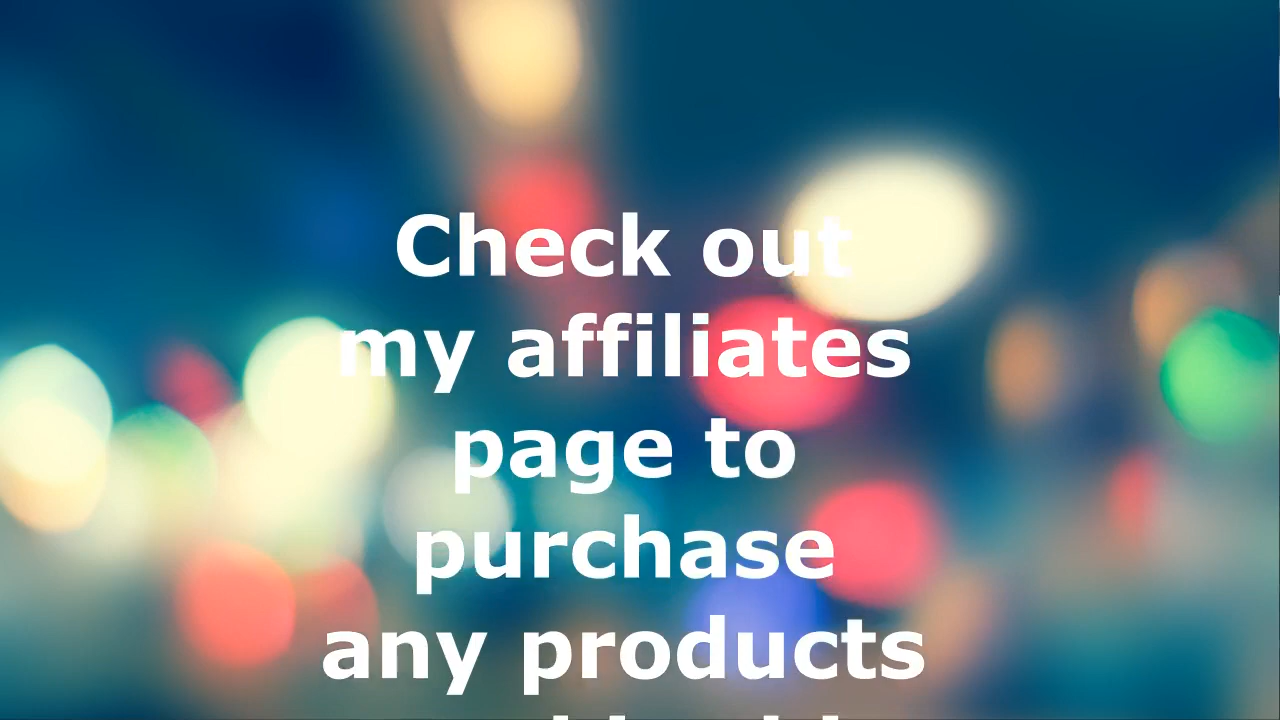 Check out
my affiliates
page to
purchase
any products